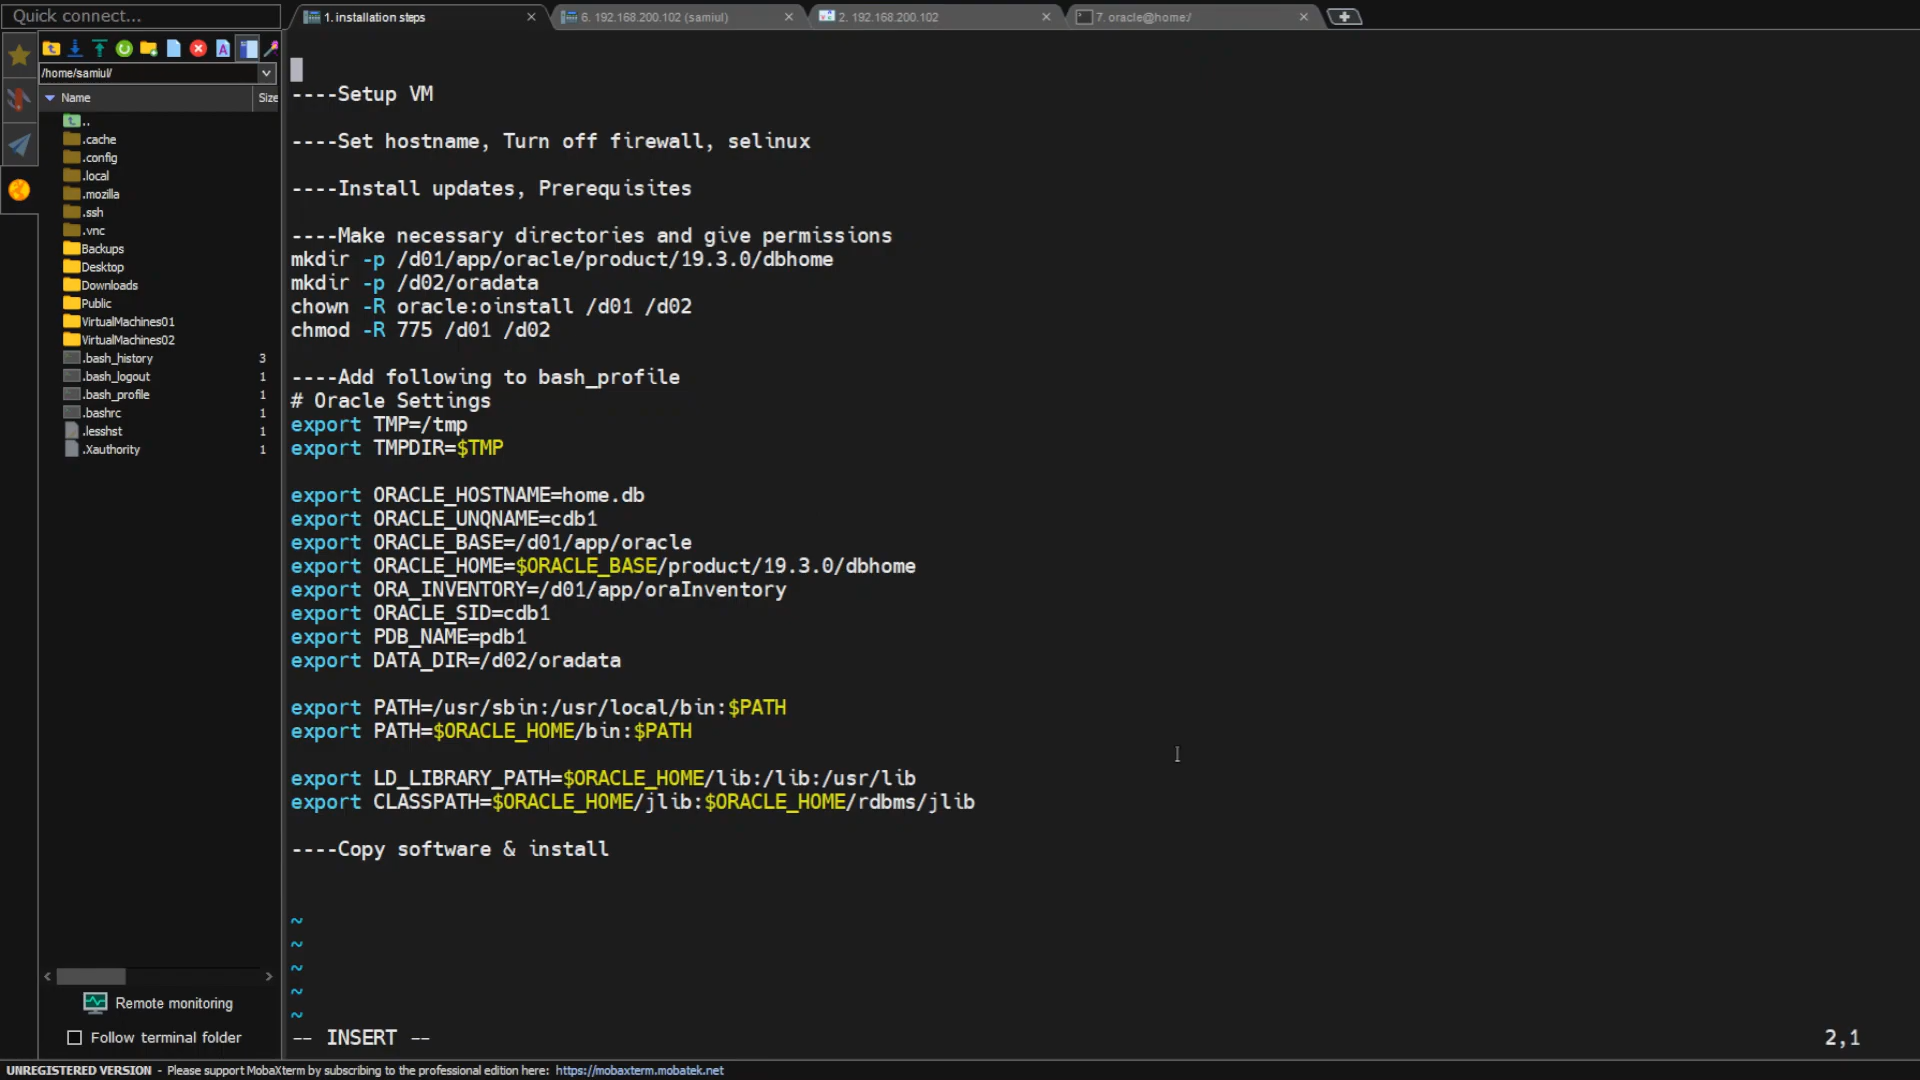 Quick connect...
1. installation steps
6. 192.168.200.102 (samiul)
2. 192.168.200.102
7. oracle@home:/
/home/samiul/
Name
Size
..
.cache
.config
.local
.mozilla
.ssh
.vnc
Backups
Desktop
Downloads
Public
VirtualMachines01
VirtualMachines02
.bash_history 3
.bash_logout 1
.bash_profile 1
.bashrc 1
.lesshst 1
.Xauthority 1
Remote monitoring
Follow terminal folder
----Setup VM
----Set hostname, Turn off firewall, selinux
----Install updates, Prerequisites
----Make necessary directories and give permissions
mkdir -p /d01/app/oracle/product/19.3.0/dbhome
mkdir -p /d02/oradata
chown -R oracle:oinstall /d01 /d02
chmod -R 775 /d01 /d02
----Add following to bash_profile
# Oracle Settings
export TMP=/tmp
export TMPDIR=$TMP
export ORACLE_HOSTNAME=home.db
export ORACLE_UNQNAME=cdb1
export ORACLE_BASE=/d01/app/oracle
export ORACLE_HOME=$ORACLE_BASE/product/19.3.0/dbhome
export ORA_INVENTORY=/d01/app/oraInventory
export ORACLE_SID=cdb1
export PDB_NAME=pdb1
export DATA_DIR=/d02/oradata
export PATH=/usr/sbin:/usr/local/bin:$PATH
export PATH=$ORACLE_HOME/bin:$PATH
export LD_LIBRARY_PATH=$ORACLE_HOME/lib:/lib:/usr/lib
export CLASSPATH=$ORACLE_HOME/jlib:$ORACLE_HOME/rdbms/jlib
----Copy software & install
~
~
~
~
~
-- INSERT --
2,1
UNREGISTERED VERSION - Please support MobaXterm by subscribing to the professional edition here: https://mobaxterm.mobatek.net